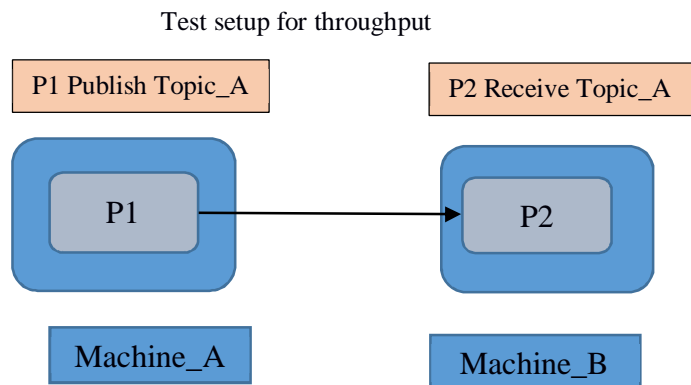 Test setup for throughput
P1 Publish Topic_A
P2 Receive Topic_A
P1
P2
Machine_A
Machine_B